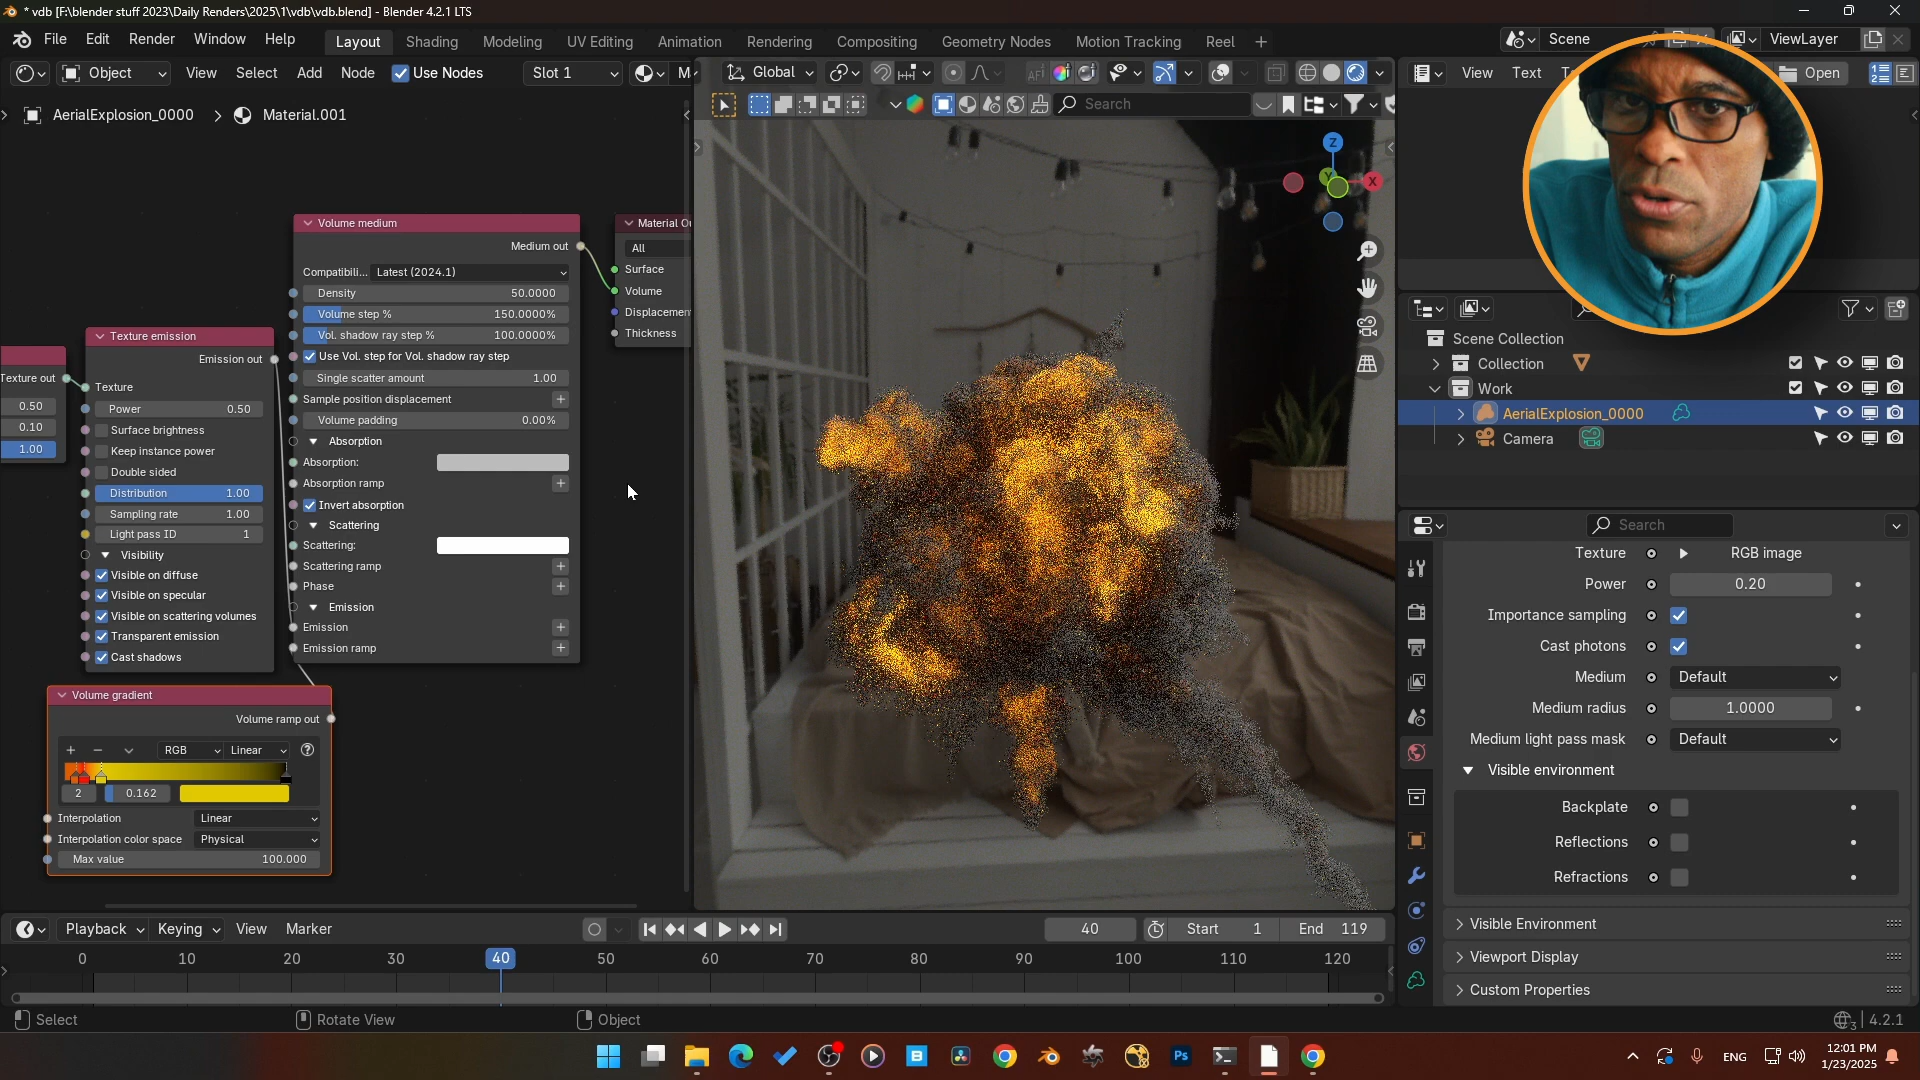 * vdb [F:\blender stuff 2023\Daily Renders\2025\1\vdb\vdb.blend] - Blender 4.2.1 LTS
File Edit Render Window Help
Layout Sculpting Modeling UV Editing Animation Rendering Compositing Geometry Nodes Motion Tracking Reel +
Scene
ViewLayer
Object View Select Add Node Use Nodes Slot 1
Global
View Text Open
AerialExplosion_0000 > Material.001
Search
Z
X
Y
Volume medium
Medium out
Compatibili... Latest (2024.1)
Density 50.0000
Volume step % 150.0000%
Vol. shadow ray step % 100.0000%
Use Vol. step for Vol. shadow ray step
Single scatter amount 1.00
Sample position displacement
Volume padding 0.00%
Absorption
Absorption:
Absorption ramp
Invert absorption
Scattering
Scattering:
Scattering ramp
Phase
Emission
Emission
Emission ramp
Material Ou
All
Surface
Volume
Displacemen
Thickness
Texture out
0.50
0.10
1.00
Texture emission
Emission out
Texture
Power 0.50
Surface brightness
Keep instance power
Double sided
Distribution 1.00
Sampling rate 1.00
Light pass ID 1
Visibility
Visible on diffuse
Visible on specular
Visible on scattering volumes
Transparent emission
Cast shadows
Volume gradient
Volume ramp out
RGB Linear
2 0.162
Interpolation Linear
Interpolation color space Physical
Max value 100.000
Scene Collection
Collection
Work
AerialExplosion_0000
Camera
Search
Texture RGB image
Power 0.20
Importance sampling
Cast photons
Medium Default
Medium radius 1.0000
Medium light pass mask Default
Visible environment
Backplate
Reflections
Refractions
Visible Environment
Viewport Display
Custom Properties
Playback Keying View Marker
40 Start 1 End 119
0 10 20 30 40 50 60 70 80 90 100 110 120
Select Rotate View Object
3 | 4.2.1
ENG
12:01 PM
1/23/2025